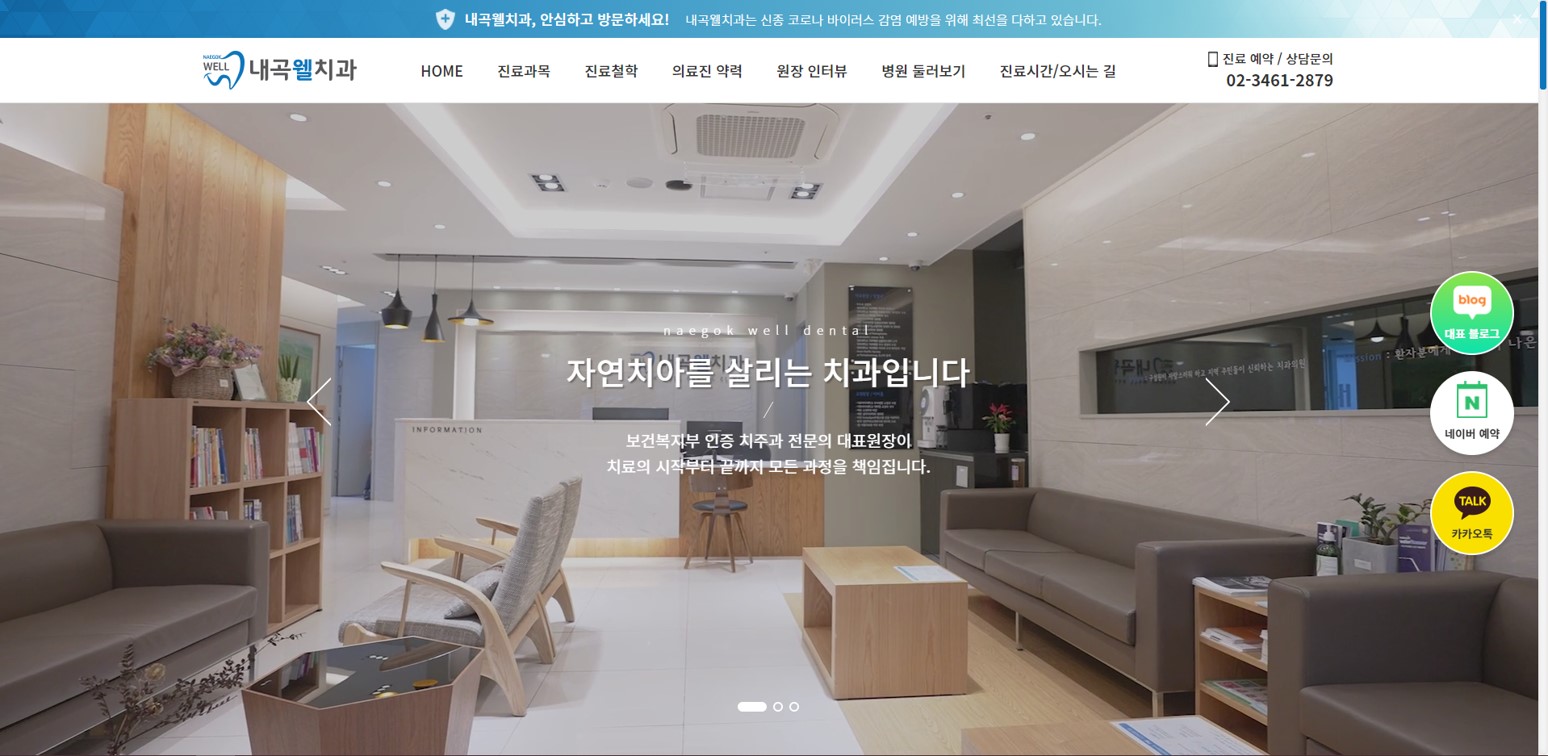 내곡웰치과, 안심하고 방문하세요! 내곡웰치과는 신종 코로나 바이러스 감염 예방을 위해 최선을 다하고 있습니다.
NAEGOK
WELL
내곡웰치과
HOME 진료과목 진료철학 의료진 약력 원장 인터뷰 병원 둘러보기 진료시간/오시는 길
진료 예약 / 상담문의
02-3461-2879
naegok well dental
자연치아를 살리는 치과입니다
보건복지부 인증 치주과 전문의 대표원장이
치료의 시작부터 끝까지 모든 과정을 책임집니다.
INFORMATION
blog
대표 블로그
N
네이버 예약
TALK
카카오톡